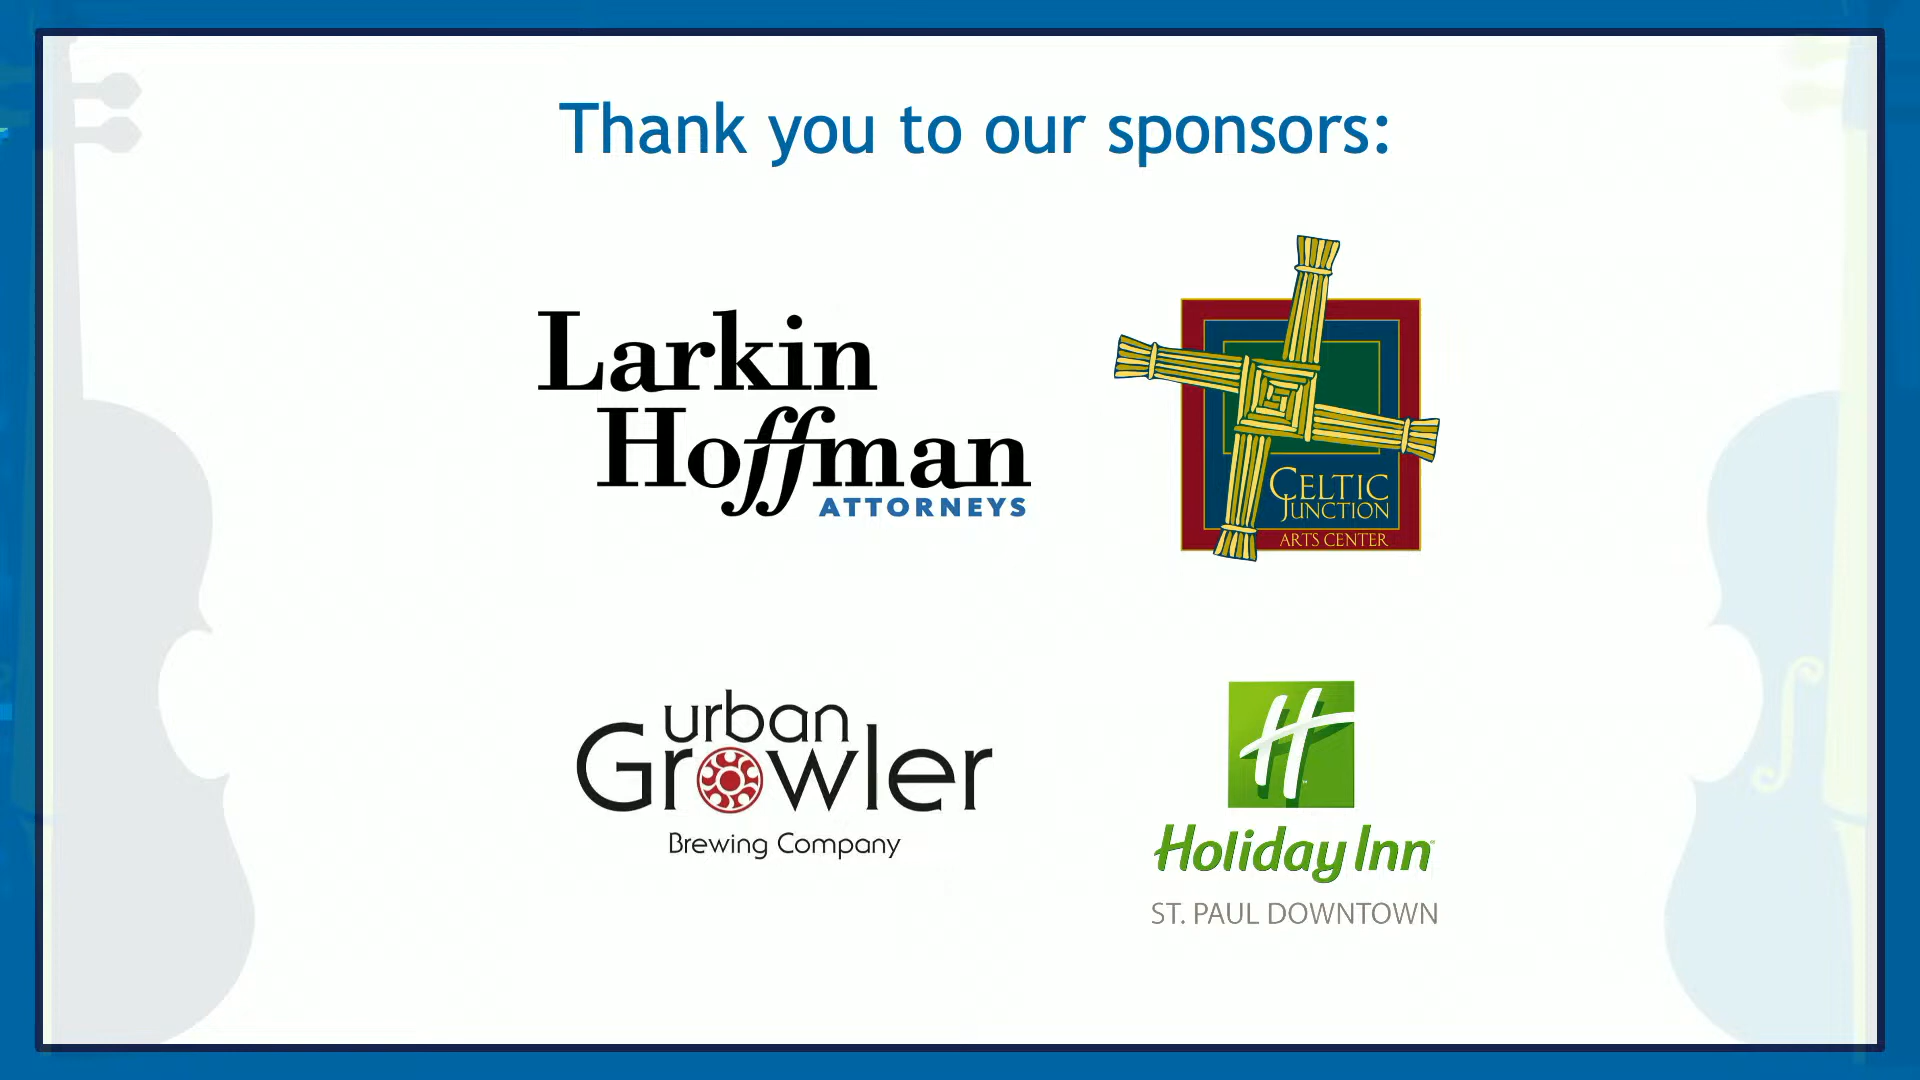 Thank you to our sponsors:
Larkin
Hoffman
ATTORNEYS
CELTIC
JUNCTION
ARTS CENTER
urban
Growler
Brewing Company
H
Holiday Inn
ST. PAUL DOWNTOWN